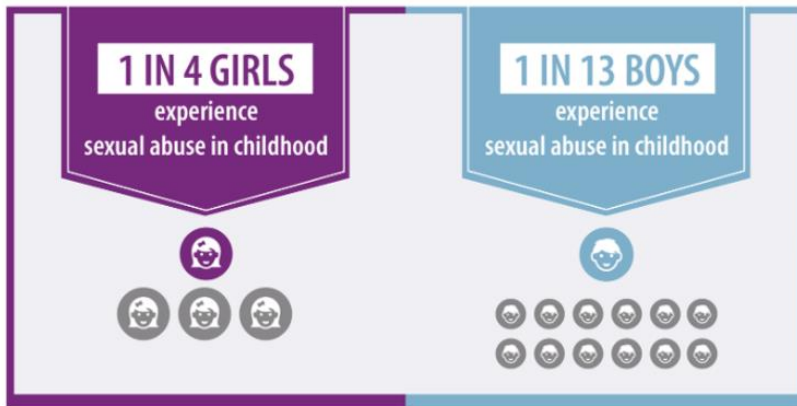 1 IN 4 GIRLS
experience
sexual abuse in childhood
1 IN 13 BOYS
experience
sexual abuse in childhood